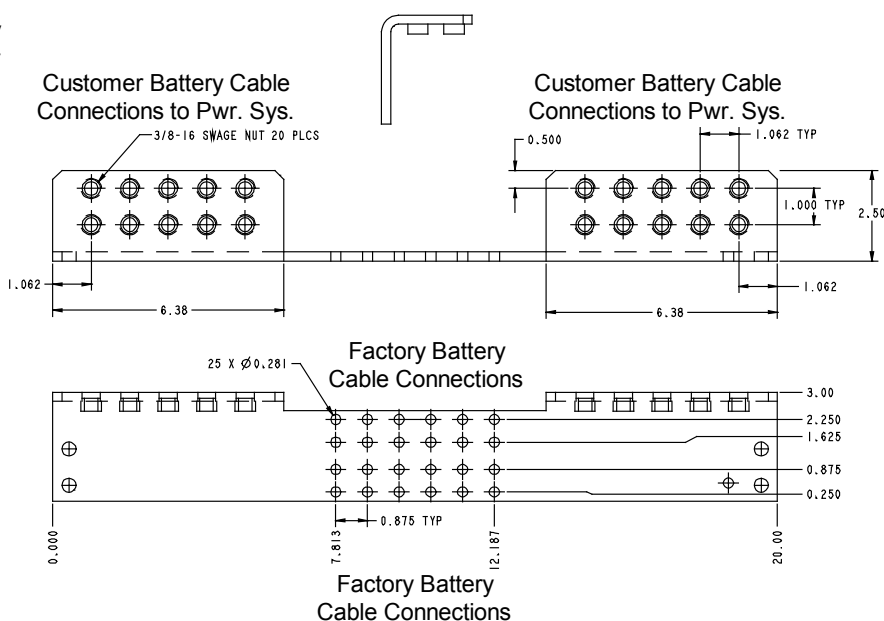 Customer Battery Cable
Connections to Pwr. Sys.
Customer Battery Cable
Connections to Pwr. Sys.
3/8-16 SWAGE NUT 20 PLCS
0.500
1.062 TYP
1.000 TYP
2.50
1.062
6.38
6.38
1.062
Factory Battery
Cable Connections
25 X Ø0.281
3.00
2.250
1.625
0.875
0.250
0.875 TYP
0.000
7.813
12.187
20.00
Factory Battery
Cable Connections